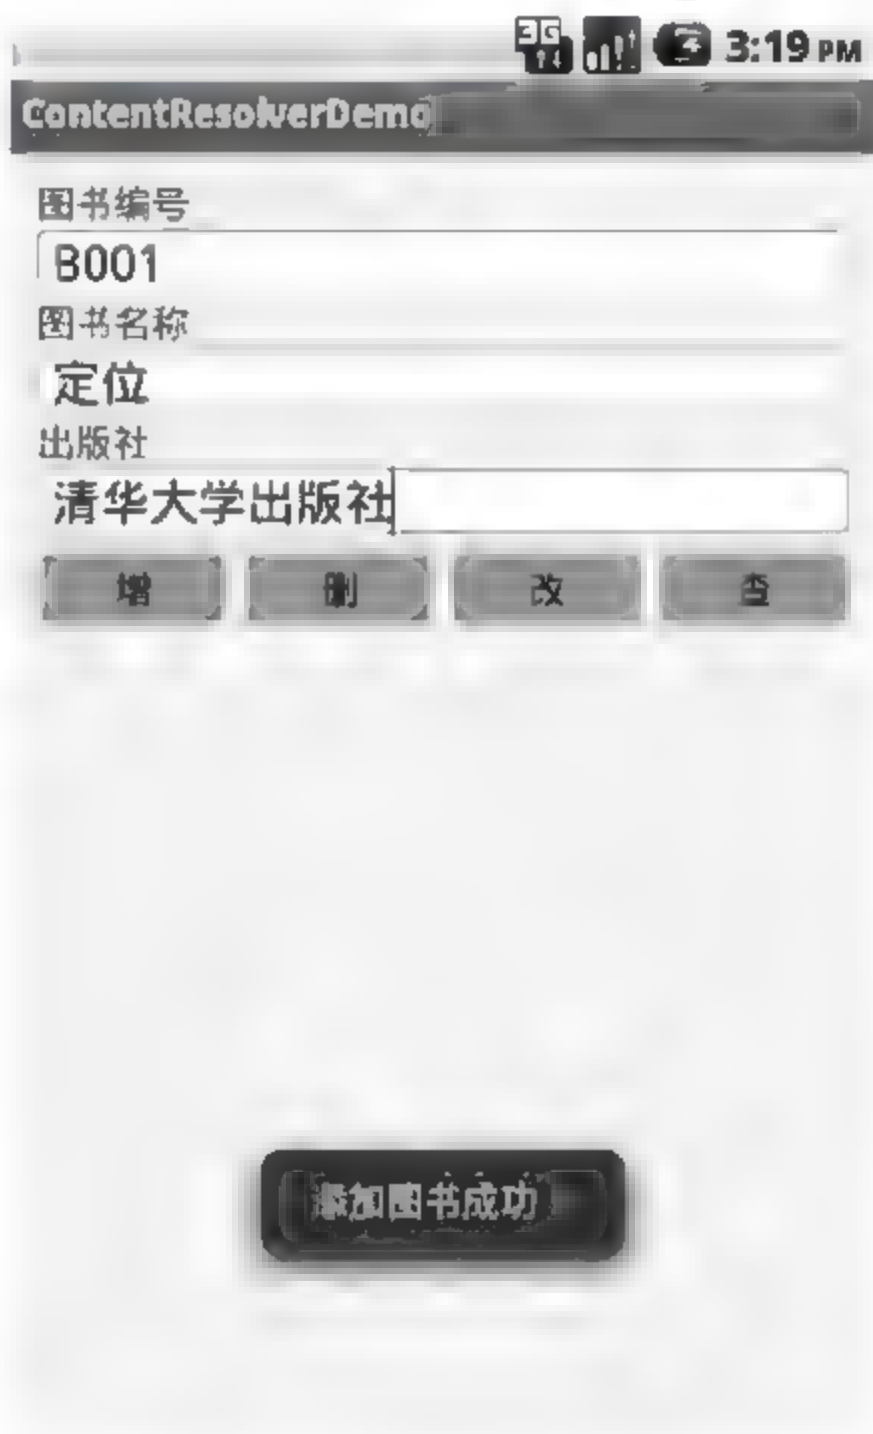 3G 3:19 PM
ContentResolverDemo
图书编号
B001
图书名称
定位
出版社
清华大学出版社
增 删 改 查
添加图书成功